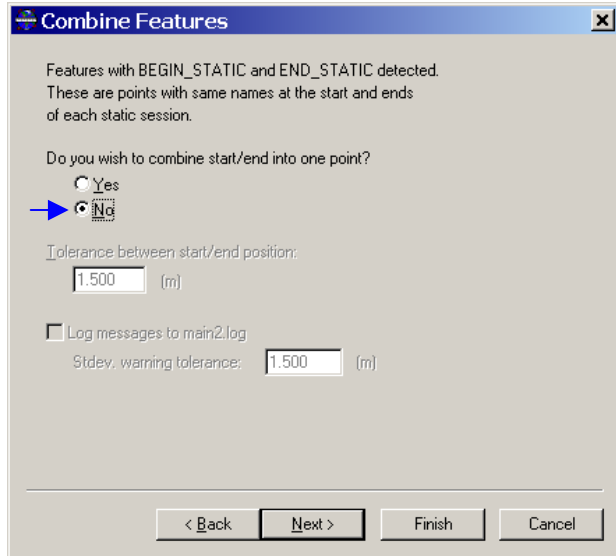 Combine Features
Features with BEGIN_STATIC and END_STATIC detected.
These are points with same names at the start and ends
of each static session.
Do you wish to combine start/end into one point?
Yes
No
Tolerance between start/end position:
1.500 (m)
Log messages to main2.log
Stdev. warning tolerance: 1.500 (m)
< Back Next > Finish Cancel